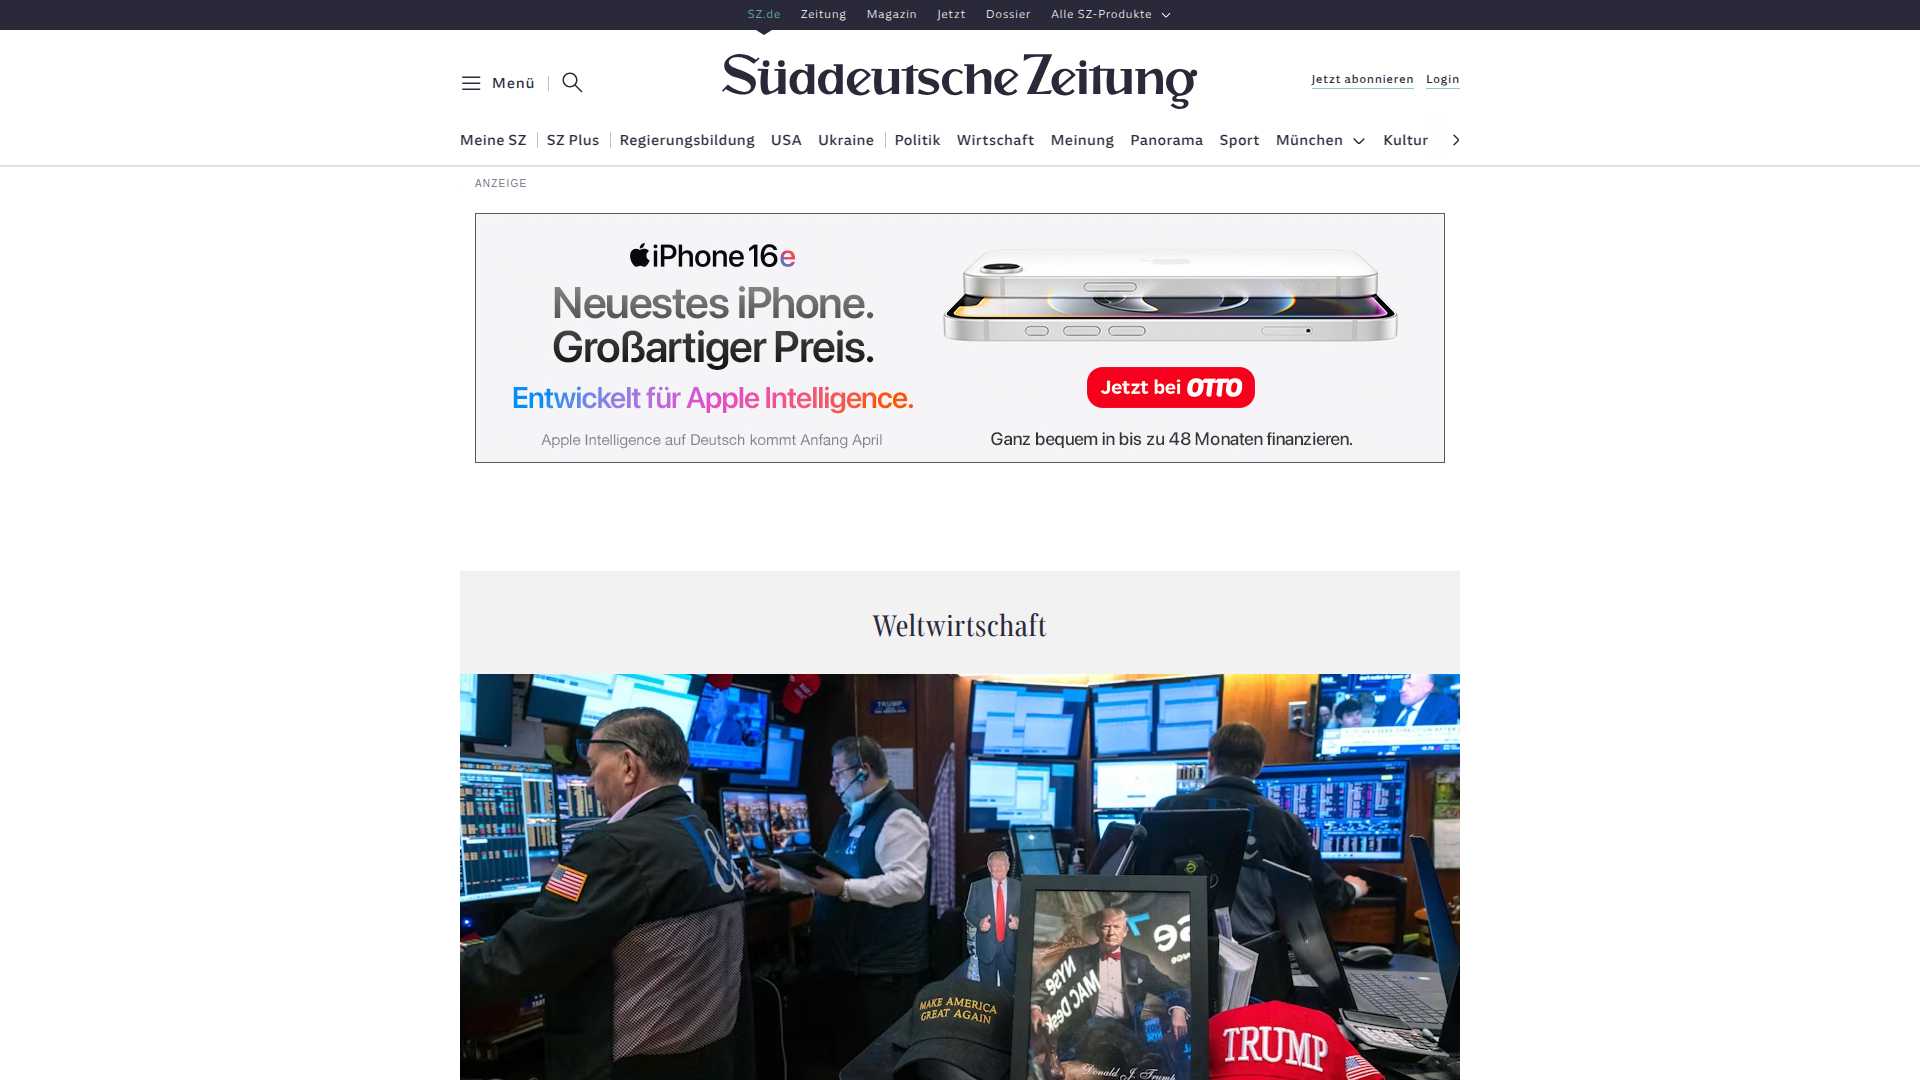 SZ.de Zeitung Magazin Jetzt Dossier Alle SZ-Produkte
Menü
Süddeutsche Zeitung
Jetzt abonnieren Login
Meine SZ SZ Plus Regierungsbildung USA Ukraine Politik Wirtschaft Meinung Panorama Sport München Kultur
ANZEIGE
iPhone 16e
Neuestes iPhone.
Großartiger Preis.
Entwickelt für Apple Intelligence.
Apple Intelligence auf Deutsch kommt Anfang April
Jetzt bei OTTO
Ganz bequem in bis zu 48 Monaten finanzieren.
Weltwirtschaft
TRUMP
NYSE
MAC Desk
MAKE AMERICA
GREAT AGAIN
TRUMP
Donald J. Trump